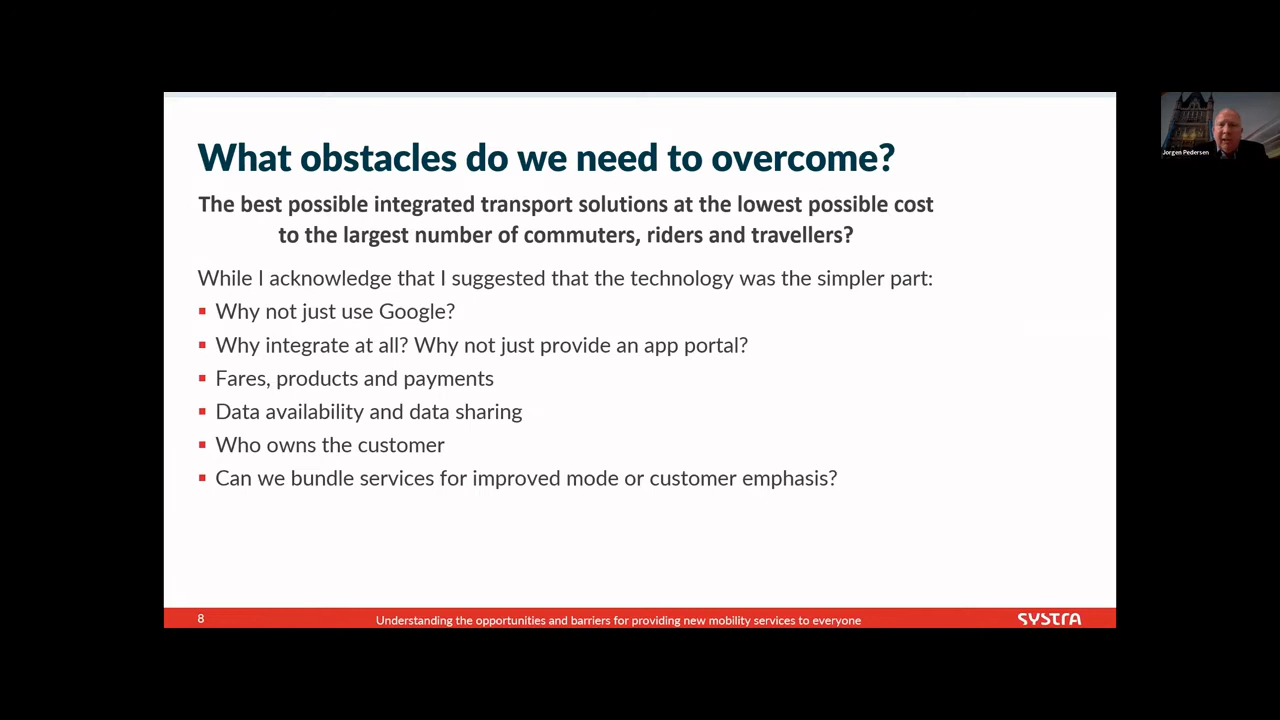 What obstacles do we need to overcome?
The best possible integrated transport solutions at the lowest possible cost
to the largest number of commuters, riders and travellers?
While I acknowledge that I suggested that the technology was the simpler part:
▪ Why not just use Google?
▪ Why integrate at all? Why not just provide an app portal?
▪ Fares, products and payments
▪ Data availability and data sharing
▪ Who owns the customer
▪ Can we bundle services for improved mode or customer emphasis?
8
Understanding the opportunities and barriers for providing new mobility services to everyone
SYSTRA
Jorgen Pedersen